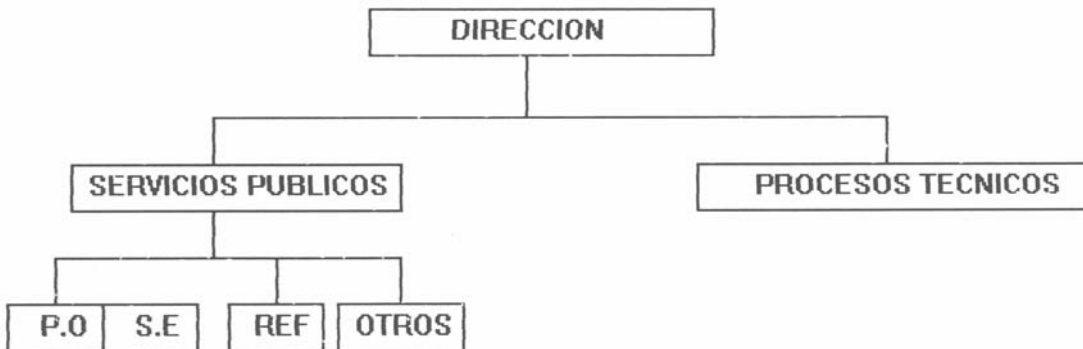 DIRECCION
SERVICIOS PUBLICOS
PROCESOS TECNICOS
P.O
S.E
REF
OTROS